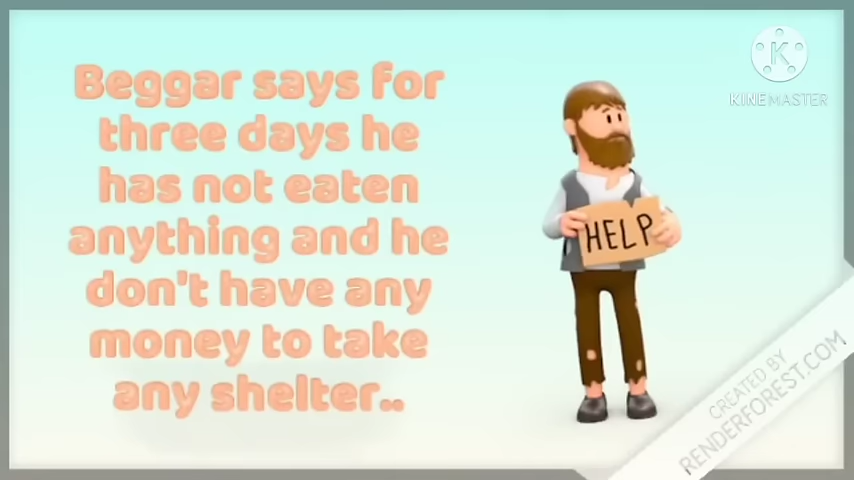 Beggar says for
three days he
has not eaten
anything and he
don't have any
money to take
any shelter..
HELP
K
KINEMASTER
CREATED BY
RENDERFOREST.COM